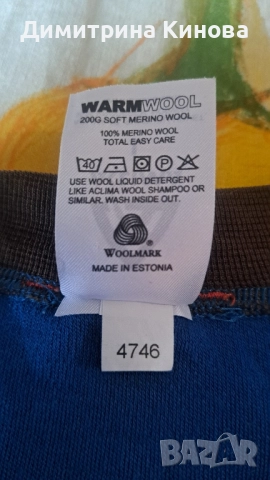 Димитрина Кинова
WARMWOOL
200G SOFT MERINO WOOL
100% MERINO WOOL
TOTAL EASY CARE
USE WOOL LIQUID DETERGENT
LIKE ACLIMA WOOL SHAMPOO OR
SIMILAR. WASH INSIDE OUT.
WOOLMARK
MADE IN ESTONIA
4746
BAZAR